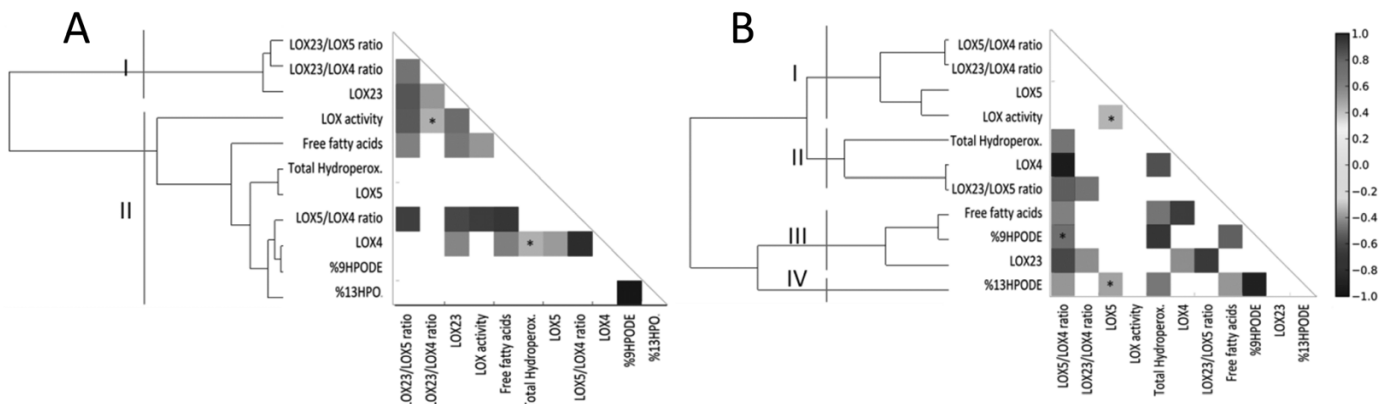 A
I
II
LOX23/LOX5 ratio
LOX23/LOX4 ratio
LOX23
LOX activity
Free fatty acids
Total Hydroperox.
LOX5
LOX5/LOX4 ratio
LOX4
%9HPODE
%13HPO.
*
*
LOX23/LOX5 ratio
LOX23/LOX4 ratio
LOX23
LOX activity
Free fatty acids
Total Hydroperox.
LOX5
LOX5/LOX4 ratio
LOX4
%9HPODE
%13HPO.
B
I
II
III
IV
LOX5/LOX4 ratio
LOX23/LOX4 ratio
LOX5
LOX activity
Total Hydroperox.
LOX4
LOX23/LOX5 ratio
Free fatty acids
%9HPODE
LOX23
%13HPODE
*
*
*
LOX5/LOX4 ratio
LOX23/LOX4 ratio
LOX5
LOX activity
Total Hydroperox.
LOX4
LOX23/LOX5 ratio
Free fatty acids
%9HPODE
LOX23
%13HPODE
1.0
0.8
0.6
0.4
0.2
0.0
-0.2
-0.4
-0.6
-0.8
-1.0